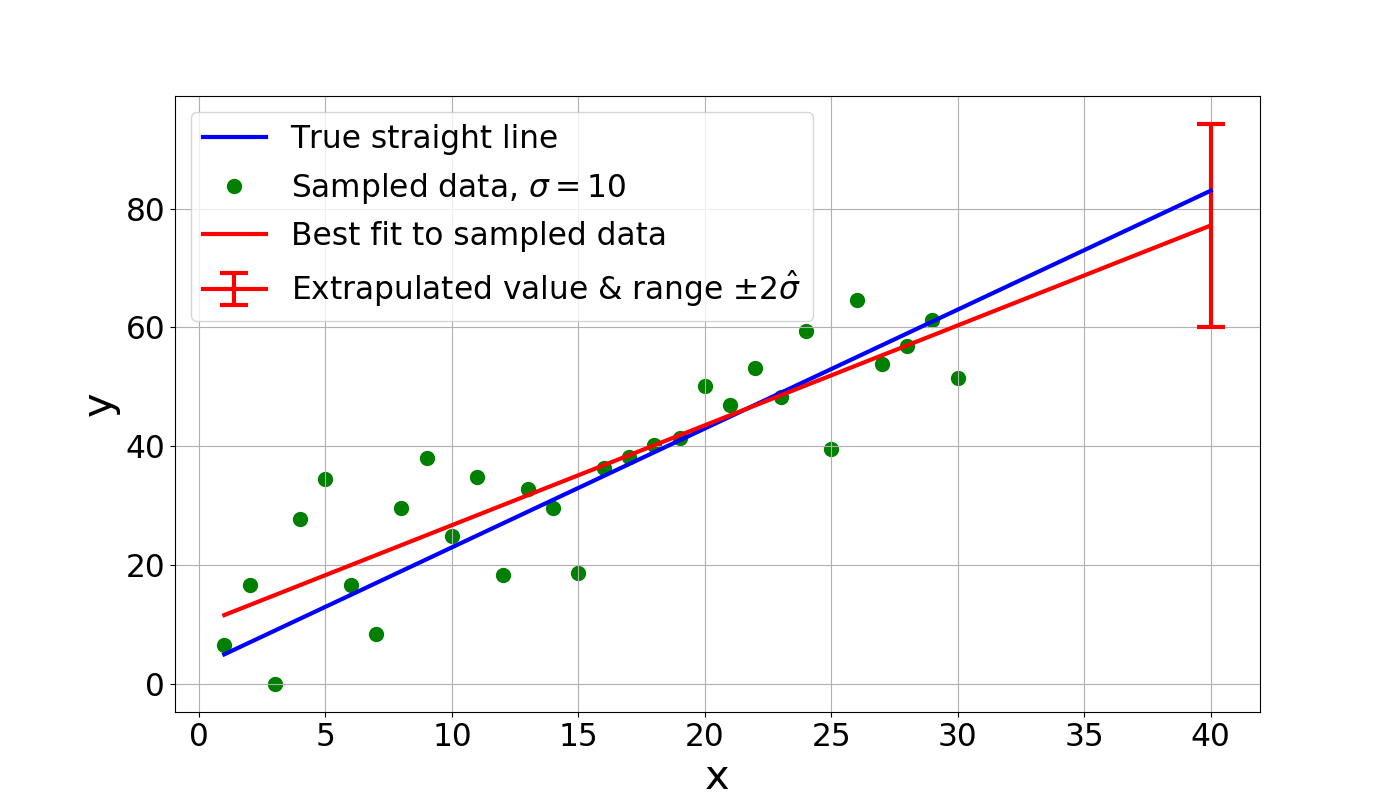 True straight line
Sampled data, σ = 10
Best fit to sampled data
Extrapulated value & range ±2σ̂
80
60
40
20
0
y
0 5 10 15 20 25 30 35 40
x